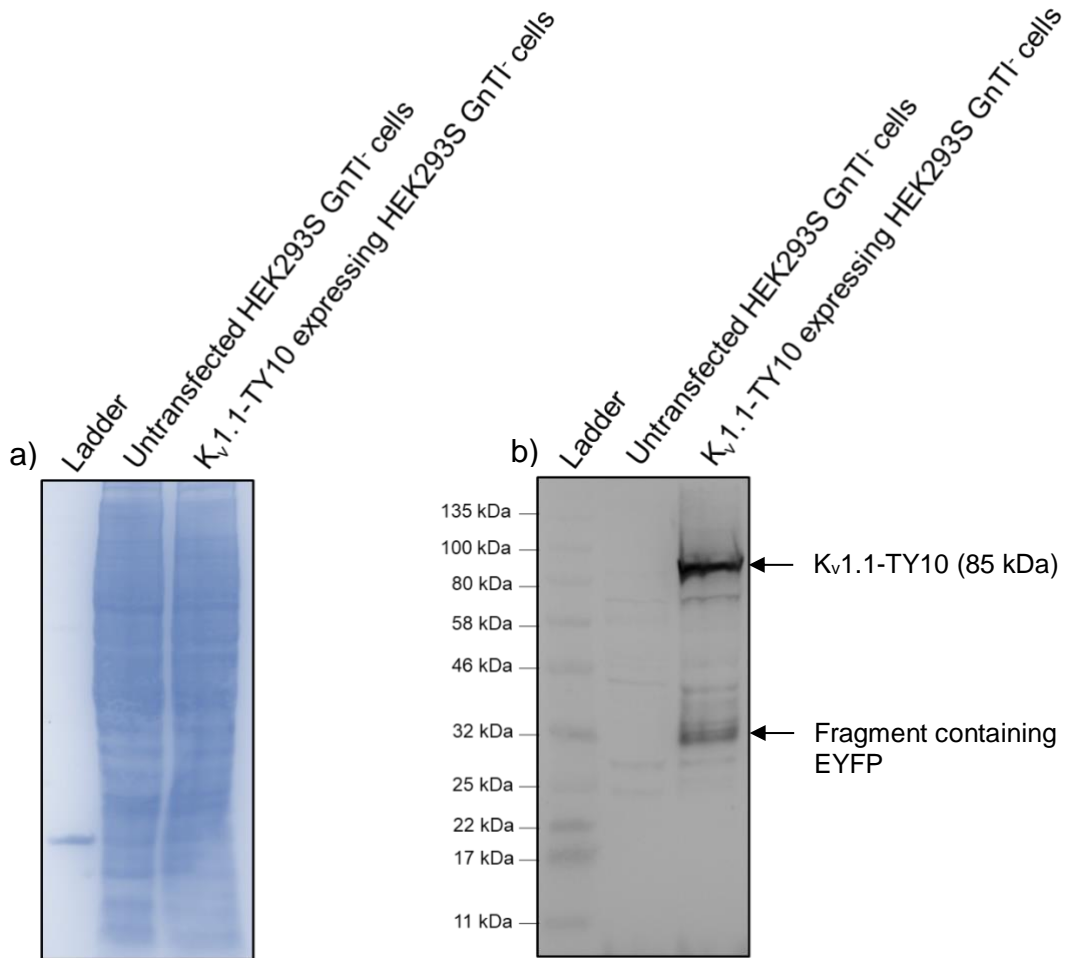 a)
Ladder
Untransfected HEK293S GnTI- cells
Kv1.1-TY10 expressing HEK293S GnTI- cells
b)
Ladder
Untransfected HEK293S GnTI- cells
Kv1.1-TY10 expressing HEK293S GnTI- cells
135 kDa
100 kDa
80 kDa
58 kDa
46 kDa
32 kDa
25 kDa
22 kDa
17 kDa
11 kDa
Kv1.1-TY10 (85 kDa)
Fragment containing
EYFP